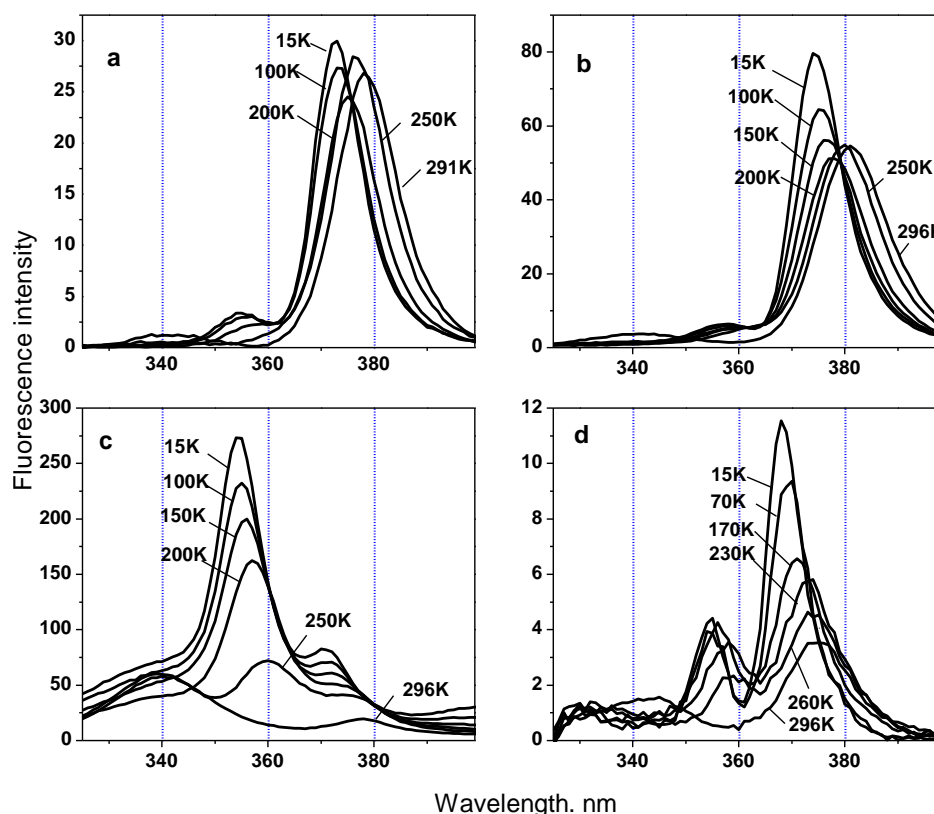 Fluorescence intensity
a
15K
100K
200K
250K
291K
30
25
20
15
10
5
0
340 360 380
b
15K
100K
150K
200K
250K
296K
80
60
40
20
0
340 360 380
c
15K
100K
150K
200K
250K
296K
300
250
200
150
100
50
0
340 360 380
d
15K
70K
170K
230K
260K
296K
12
10
8
6
4
2
0
340 360 380
Wavelength. nm